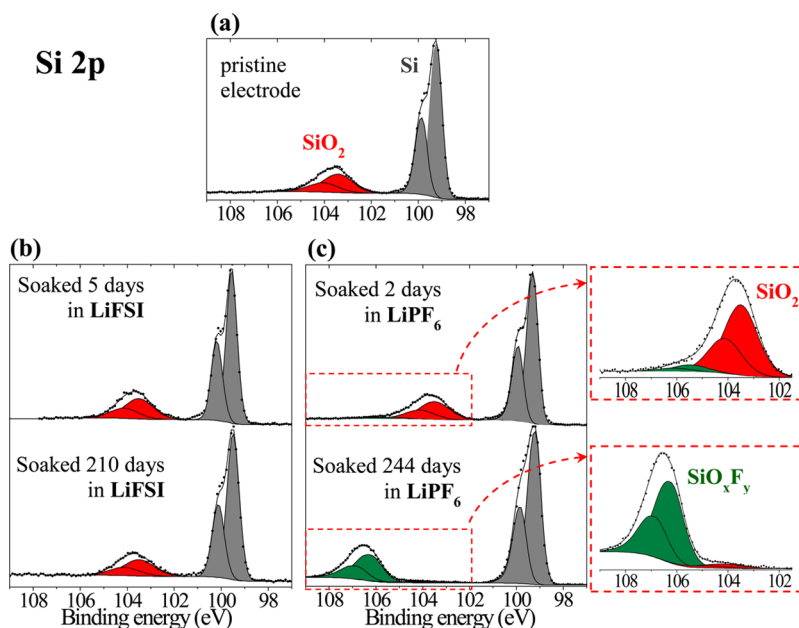 (a)
Si 2p
pristine
electrode
Si
SiO2
108 106 104 102 100 98
(b)
(c)
Soaked 5 days
in LiFSI
Soaked 2 days
in LiPF6
SiO2
108 106 104 102
Soaked 210 days
in LiFSI
Soaked 244 days
in LiPF6
SiOxFy
108 106 104 102
108 106 104 102 100 98
108 106 104 102 100 98
Binding energy (eV)
Binding energy (eV)